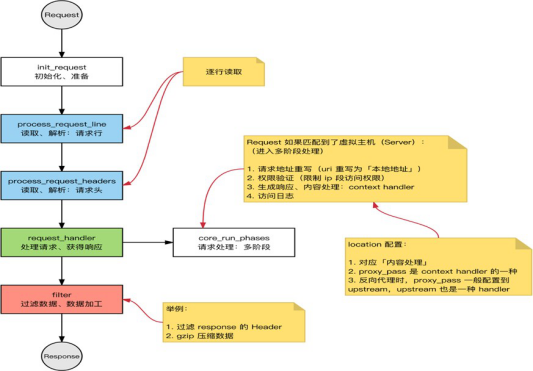 Request
init_request
初始化、准备
process_request_line
读取、解析：请求行
逐行读取
process_request_headers
读取、解析：请求头
Request 如果匹配到了虚拟主机（Server）：
（进入多阶段处理）
1. 请求地址重写（uri 重写为「本地地址」）
2. 权限验证（限制 ip 段访问权限）
3. 生成响应、内容处理：context handler
4. 访问日志
request_handler
处理请求、获得响应
core_run_phases
请求处理：多阶段
location 配置：
1. 对应「内容处理」
2. proxy_pass 是 context handler 的一种
3. 反向代理时，proxy_pass 一般配置到
upstream，upstream 也是一种 handler
filter
过滤数据、数据加工
举例：
1. 过滤 response 的 Header
2. gzip 压缩数据
Response